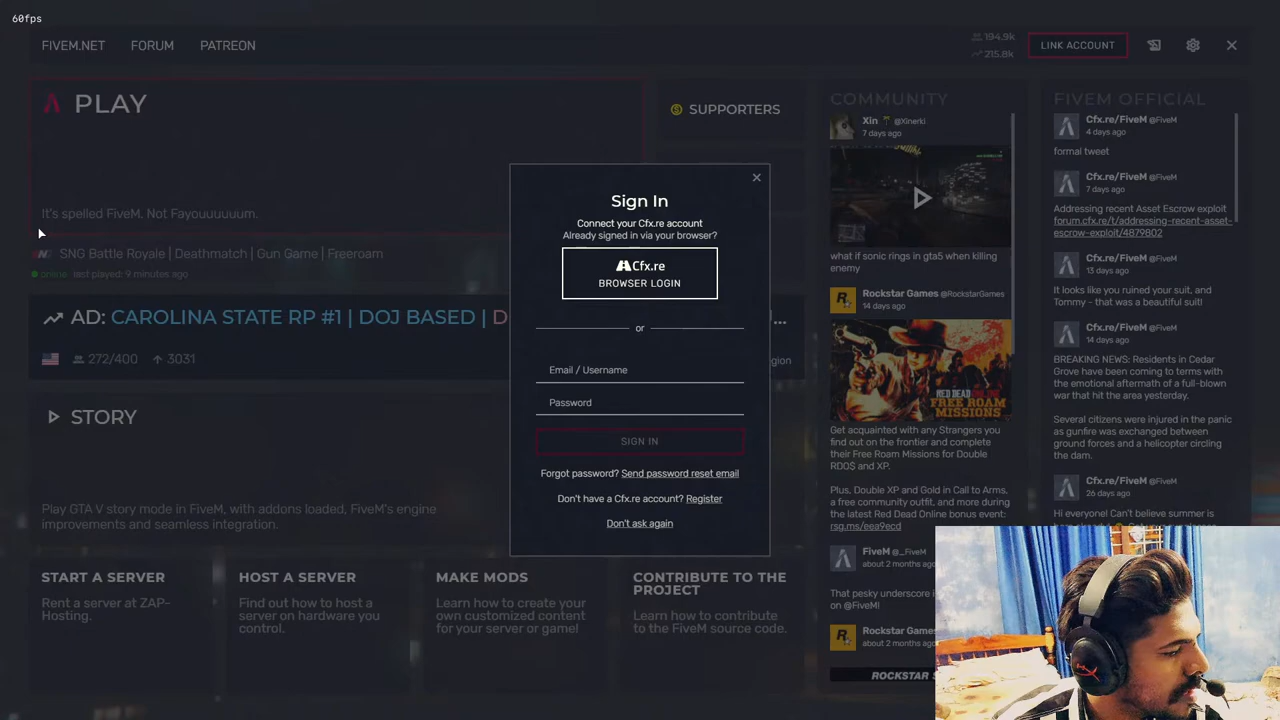 60fps
FIVEM.NET
FORUM
PATREON
194.9k
215.8k
LINK ACCOUNT
PLAY
It's spelled FiveM. Not Fayouuuuuum.
SNG Battle Royale | Deathmatch | Gun Game | Freeroam
online last played: 9 minutes ago
AD: CAROLINA STATE RP #1 | DOJ BASED |
272/400
3031
STORY
Play GTA V story mode in FiveM, with addons loaded, FiveM's engine
improvements and seamless integration.
START A SERVER
Rent a server at ZAP-
Hosting.
HOST A SERVER
Find out how to host a
server on hardware you
control.
MAKE MODS
Learn how to create your
own customized content
for your server or game!
CONTRIBUTE TO THE
PROJECT
Learn how to contribute
to the FiveM source code.
SUPPORTERS
Sign In
Connect your Cfx.re account
Already signed in via your browser?
Cfx.re
BROWSER LOGIN
or
Email / Username
Password
SIGN IN
Forgot password? Send password reset email
Don't have a Cfx.re account? Register
Don't ask again
COMMUNITY
Xin @Xinerki
7 days ago
what if sonic rings in gta5 when killing
enemy
Rockstar Games @RockstarGames
14 days ago
RED DEAD ONLINE
FREE ROAM
MISSIONS
Get acquainted with any Strangers you
find out on the frontier and complete
their Free Roam Missions for Double
RDO$ and XP.
Plus, Double XP and Gold in Call to Arms,
a free community outfit, and more during
the latest Red Dead Online bonus event:
rsg.ms/eea9ecd
FiveM @_FiveM
about 2 months ago
That pesky underscore i
on @FiveM!
Rockstar Games
about 2 months ago
ROCKSTAR
FIVEM OFFICIAL
Cfx.re/FiveM @FiveM
4 days ago
formal tweet
Cfx.re/FiveM @FiveM
7 days ago
Addressing recent Asset Escrow exploit
forum.cfx.re/t/addressing-recent-asset-
escrow-exploit/4879802
Cfx.re/FiveM @FiveM
13 days ago
It looks like you ruined your suit, and
Tommy - that was a beautiful suit!
Cfx.re/FiveM @FiveM
14 days ago
BREAKING NEWS: Residents in Cedar
Grove have been coming to terms with
the emotional aftermath of a full-blown
war that hit the area yesterday.
Several citizens were injured in the panic
as gunfire was exchanged between
ground forces and a helicopter circling
the dam.
Cfx.re/FiveM @FiveM
26 days ago
Hi everyone! Can't believe summer is